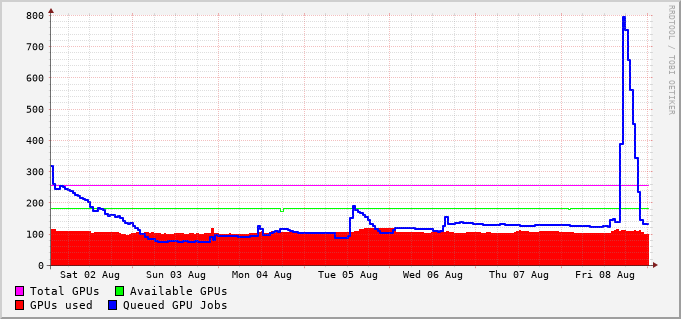 800
700
600
500
400
300
200
100
0
Sat 02 Aug Sun 03 Aug Mon 04 Aug Tue 05 Aug Wed 06 Aug Thu 07 Aug Fri 08 Aug
Total GPUs Available GPUs
GPUs used Queued GPU Jobs
RRDTOOL / TOBI OETIKER